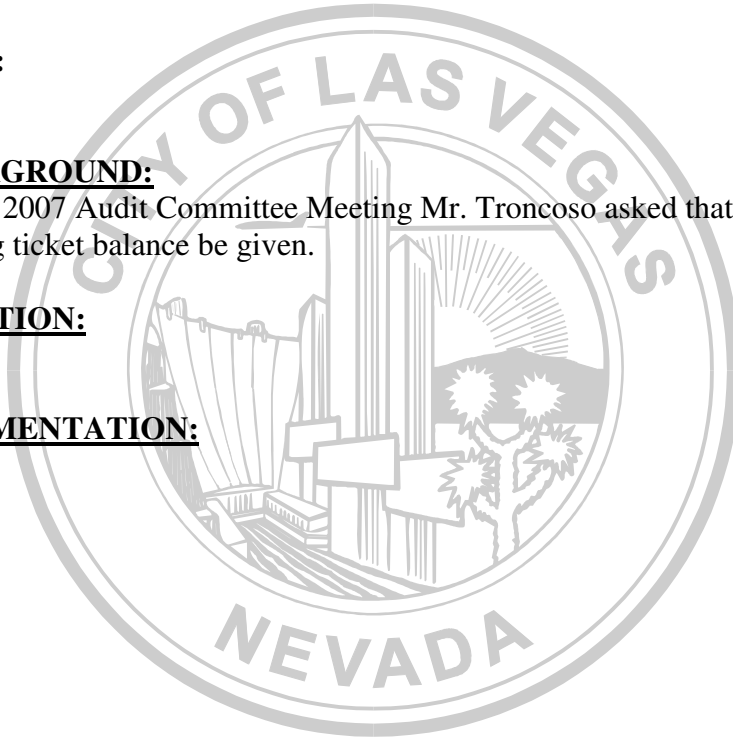 :
GROUND:
2007 Audit Committee Meeting Mr. Troncoso asked that
g ticket balance be given.
TION:
MENTATION:
CITY OF LAS VEGAS
NEVADA